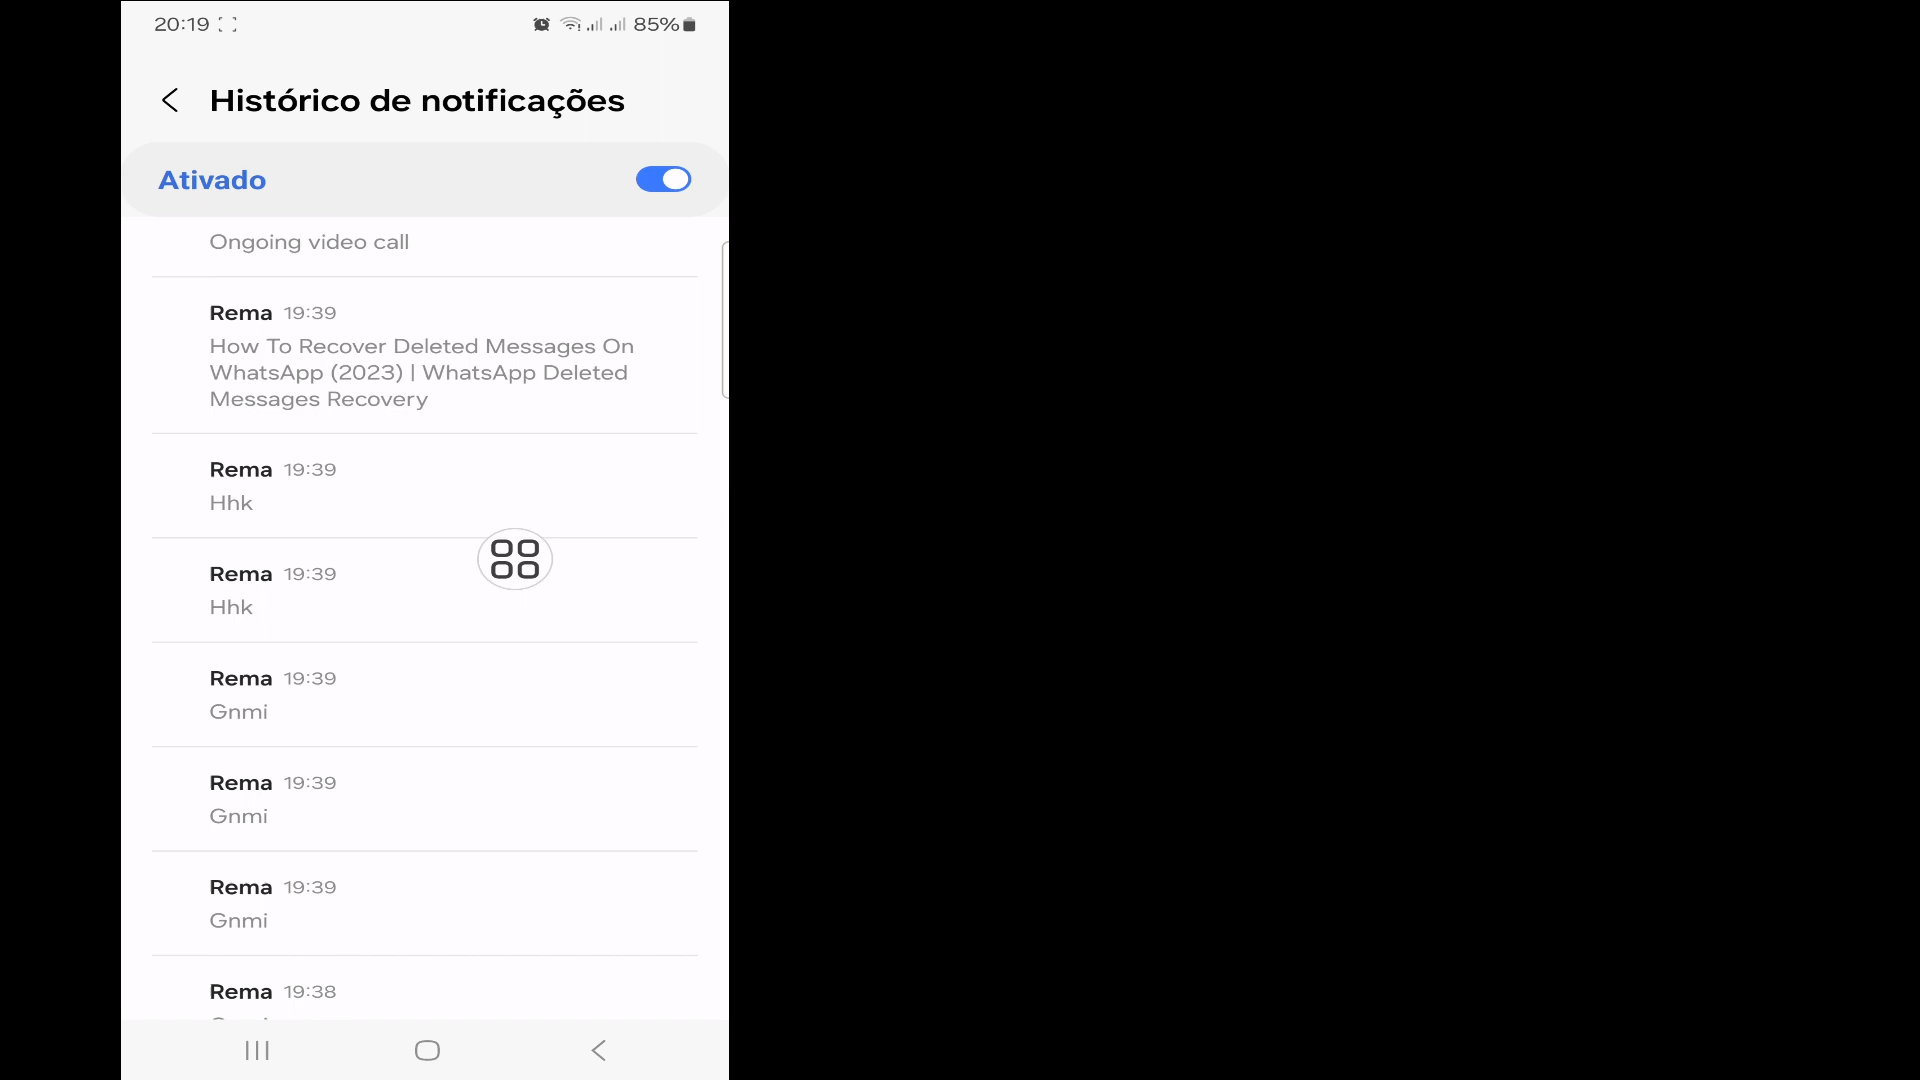 20:19
85%
Histórico de notificações
Ativado
Ongoing video call
Rema 19:39
How To Recover Deleted Messages On
WhatsApp (2023) | WhatsApp Deleted
Messages Recovery
Rema 19:39
Hhk
Rema 19:39
Hhk
Rema 19:39
Gnmi
Rema 19:39
Gnmi
Rema 19:39
Gnmi
Rema 19:38